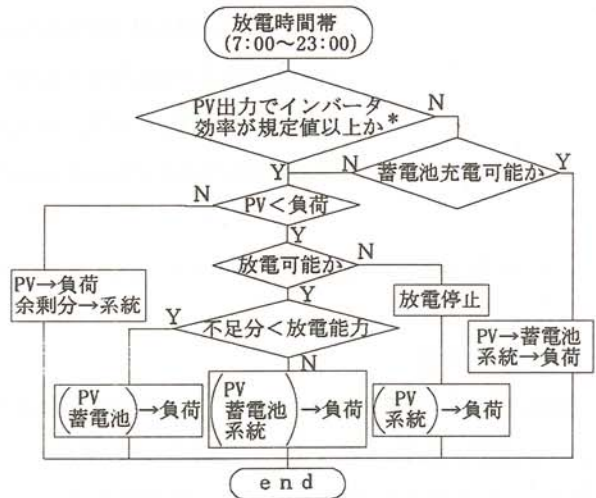 放電時間帯
(7:00～23:00)
PV出力でインバータ
効率が規定値以上か*
N
Y
蓄電池充電可能か
N
Y
PV＜負荷
N
Y
放電可能か
N
Y
PV→負荷
余剰分→系統
放電停止
不足分＜放電能力
Y
N
PV→蓄電池
系統→負荷
(PV
蓄電池)→負荷
(PV
蓄電池
系統)→負荷
(PV
系統)→負荷
end